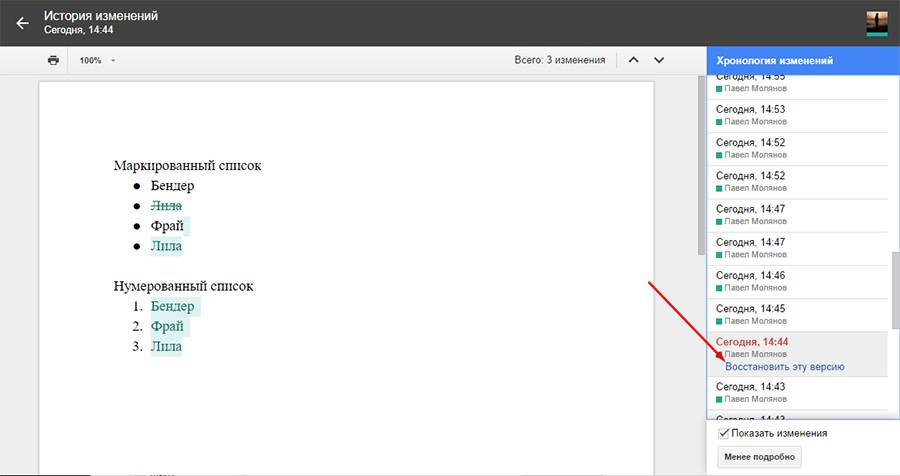 История изменений
Сегодня, 14:44
100%
Всего: 3 изменения
Маркированный список
Бендер
Лила
Фрай
Лила
Нумерованный список
1. Бендер
2. Фрай
3. Лила
Хронология изменений
Сегодня, 14:55
Павел Молянов
Сегодня, 14:53
Павел Молянов
Сегодня, 14:52
Павел Молянов
Сегодня, 14:52
Павел Молянов
Сегодня, 14:47
Павел Молянов
Сегодня, 14:47
Павел Молянов
Сегодня, 14:46
Павел Молянов
Сегодня, 14:45
Павел Молянов
Сегодня, 14:44
Павел Молянов
Восстановить эту версию
Сегодня, 14:43
Павел Молянов
Сегодня, 14:43
Показать изменения
Менее подробно